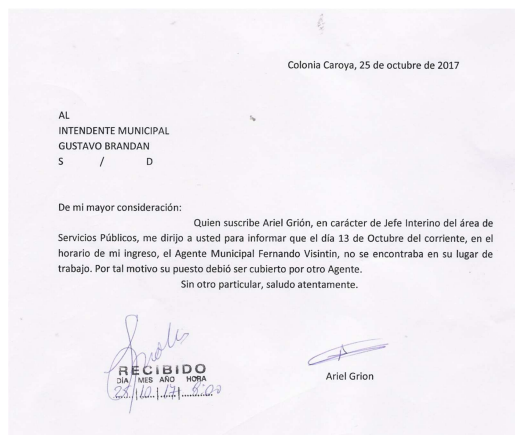 Colonia Caroya, 25 de octubre de 2017
AL
INTENDENTE MUNICIPAL
GUSTAVO BRANDAN
S / D
De mi mayor consideración:
Quien suscribe Ariel Grión, en carácter de Jefe Interino del área de
Servicios Públicos, me dirijo a usted para informar que el día 13 de Octubre del corriente, en el
horario de mi ingreso, el Agente Municipal Fernando Visintin, no se encontraba en su lugar de
trabajo. Por tal motivo su puesto debió ser cubierto por otro Agente.
Sin otro particular, saludo atentamente.
RECIBIDO
DÍA MES AÑO HORA
Ariel Grion